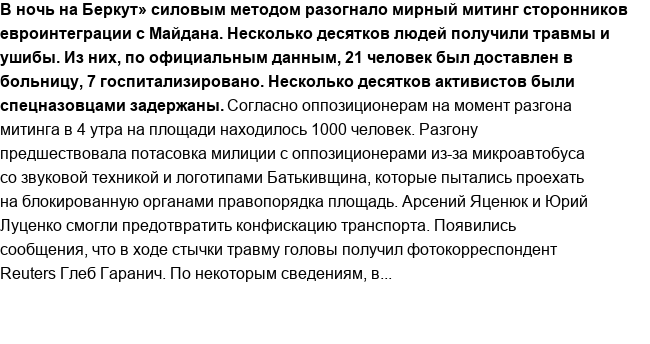 В ночь на Беркут» силовым методом разогнало мирный митинг сторонников
евроинтеграции с Майдана. Несколько десятков людей получили травмы и
ушибы. Из них, по официальным данным, 21 человек был доставлен в
больницу, 7 госпитализировано. Несколько десятков активистов были
спецназовцами задержаны. Согласно оппозиционерам на момент разгона
митинга в 4 утра на площади находилось 1000 человек. Разгону
предшествовала потасовка милиции с оппозиционерами из-за микроавтобуса
со звуковой техникой и логотипами Батькивщина, которые пытались проехать
на блокированную органами правопорядка площадь. Арсений Яценюк и Юрий
Луценко смогли предотвратить конфискацию транспорта. Появились
сообщения, что в ходе стычки травму головы получил фотокорреспондент
Reuters Глеб Гаранич. По некоторым сведениям, в...